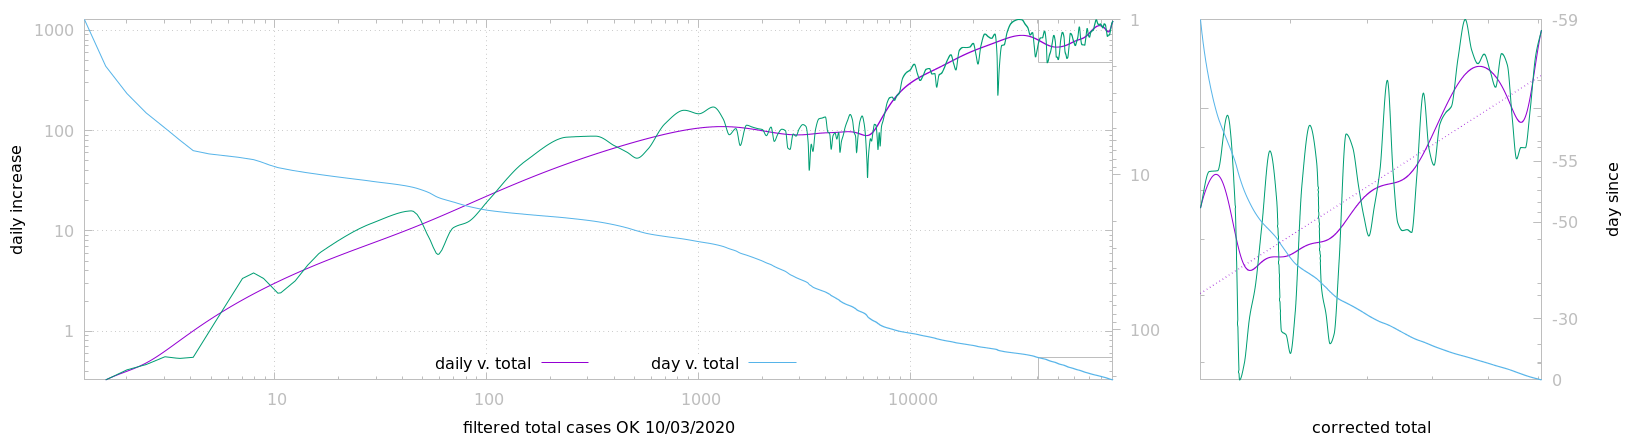 1000
100
10
1
daily increase
10
100
1000
10000
filtered total cases OK 10/03/2020
daily v. total
day v. total
1
10
100
-59
-55
-50
-30
0
day since
corrected total